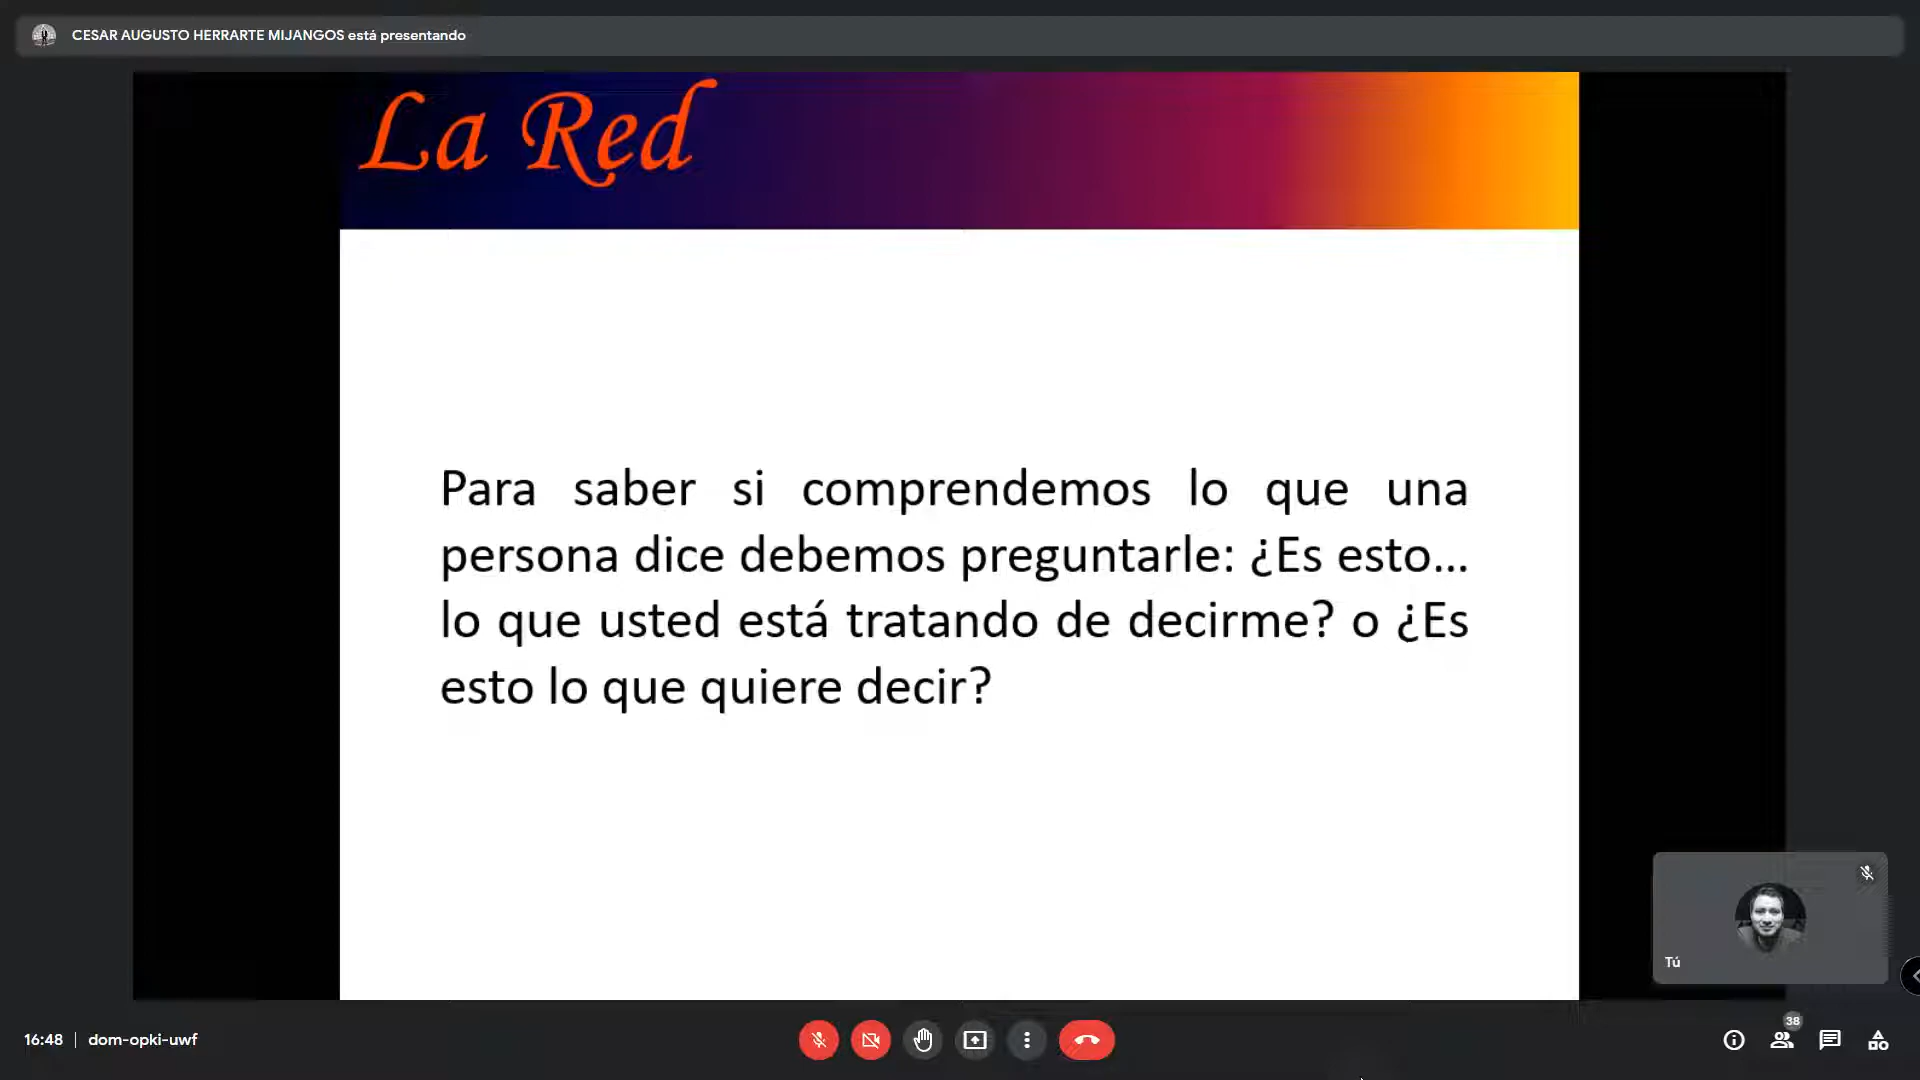 CESAR AUGUSTO HERRARTE MIJANGOS está presentando
La Red
Para saber si comprendemos lo que una
persona dice debemos preguntarle: ¿Es esto...
lo que usted está tratando de decirme? o ¿Es
esto lo que quiere decir?
Tú
38
16:48 | dom-opki-uwf